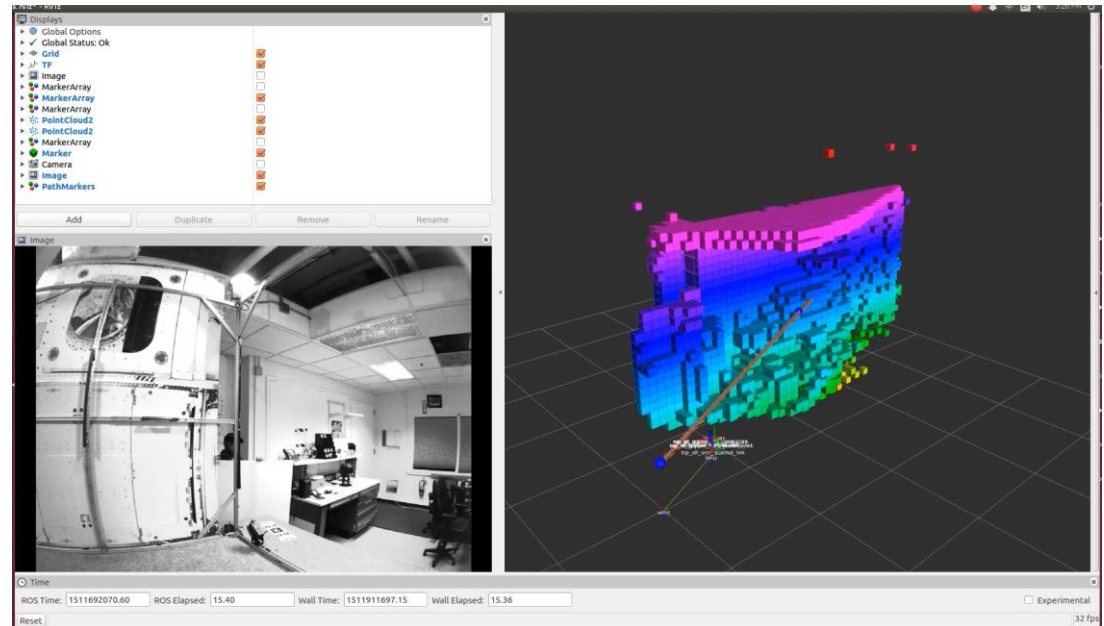 Displays
Global Options
Global Status: Ok
Grid
TF
Image
MarkerArray
MarkerArray
MarkerArray
PointCloud2
PointCloud2
MarkerArray
Marker
Camera
Image
PathMarkers
Add Duplicate Remove Rename
Image
Time
ROS Time: 1511692070.60 ROS Elapsed: 15.40 Wall Time: 1511911697.15 Wall Elapsed: 15.36 Experimental
Reset 32 fps